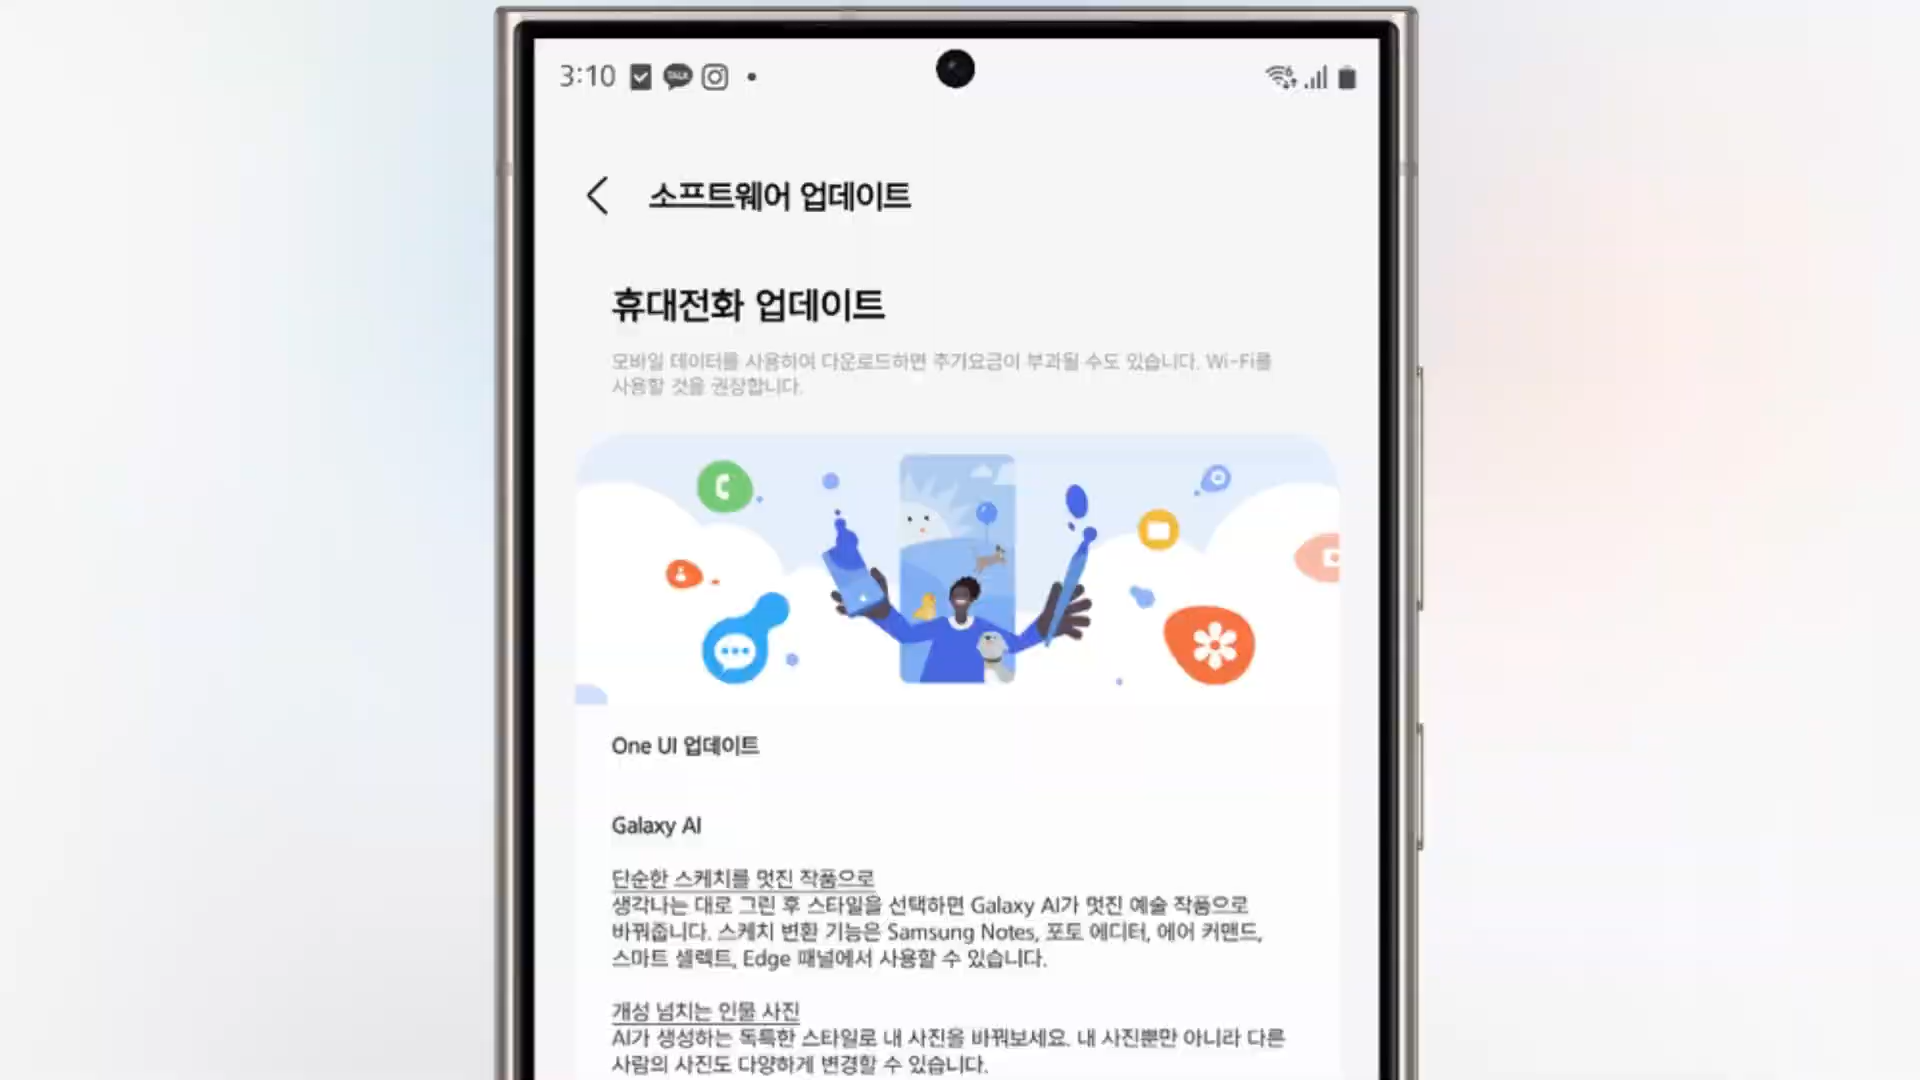 3:10
TALK
6
소프트웨어 업데이트
휴대전화 업데이트
모바일 데이터를 사용하여 다운로드하면 추가요금이 부과될 수도 있습니다. Wi-Fi를
사용할 것을 권장합니다.
One UI 업데이트
Galaxy AI
단순한 스케치를 멋진 작품으로
생각나는 대로 그린 후 스타일을 선택하면 Galaxy AI가 멋진 예술 작품으로
바꿔줍니다. 스케치 변환 기능은 Samsung Notes, 포토 에디터, 에어 커맨드,
스마트 셀렉트, Edge 패널에서 사용할 수 있습니다.
개성 넘치는 인물 사진
AI가 생성하는 독특한 스타일로 내 사진을 바꿔보세요. 내 사진뿐만 아니라 다른
사람의 사진도 다양하게 변경할 수 있습니다.